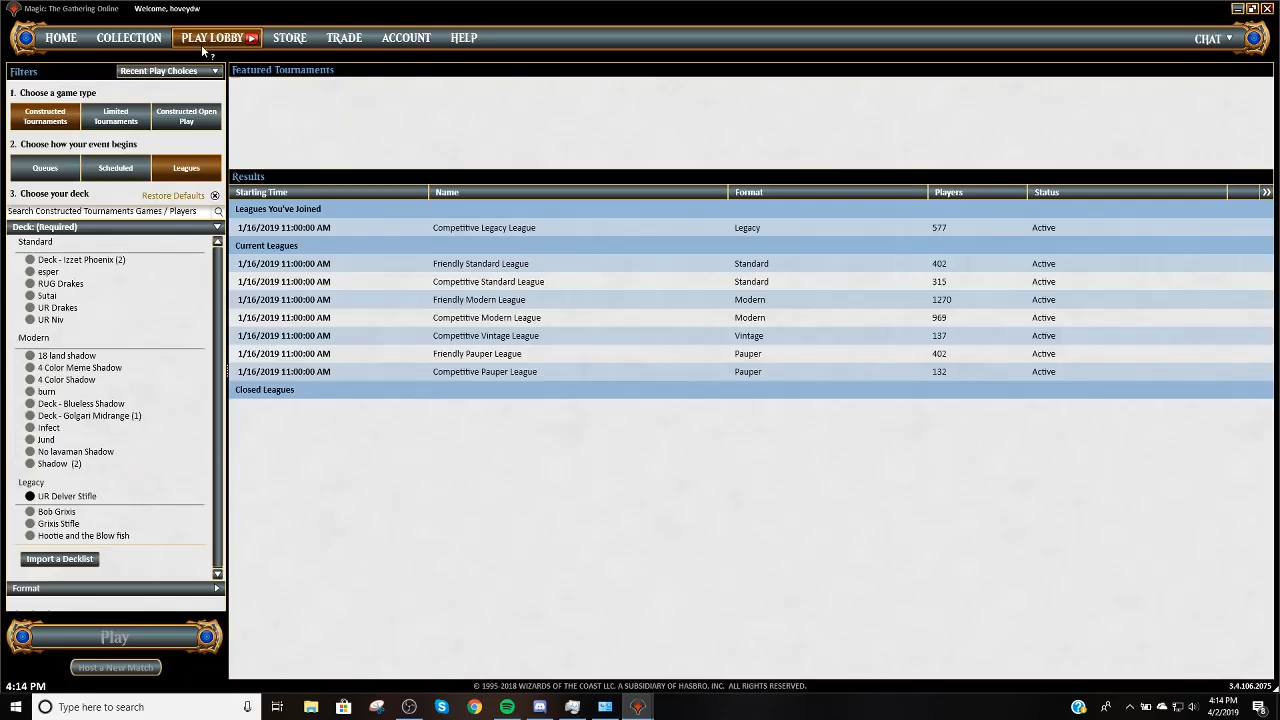 Magic: The Gathering Online
Welcome, hoveydw
HOME COLLECTION PLAY LOBBY STORE TRADE ACCOUNT HELP CHAT
Filters
Recent Play Choices
1. Choose a game type
Constructed Tournaments
Limited Tournaments
Constructed Open Play
2. Choose how your event begins
Queues Scheduled Leagues
3. Choose your deck
Restore Defaults
Search Constructed Tournaments Games / Players
Deck: (Required)
Standard
Deck - Izzet Phoenix (2)
esper
RUG Drakes
Sutai
UR Drakes
UR Niv
Modern
18 land shadow
4 Color Meme Shadow
4 Color Shadow
burn
Deck - Blueless Shadow
Deck - Golgari Midrange (1)
Infect
Jund
No lavaman Shadow
Shadow (2)
Legacy
UR Delver Stifle
Bob Grixis
Grixis Stifle
Hootie and the Blow fish
Import a Decklist
Format
Play
Host a New Match
4:14 PM
Featured Tournaments
Results
Starting Time Name Format Players Status
Leagues You've Joined
1/16/2019 11:00:00 AM Competitive Legacy League Legacy 577 Active
Current Leagues
1/16/2019 11:00:00 AM Friendly Standard League Standard 402 Active
1/16/2019 11:00:00 AM Competitive Standard League Standard 315 Active
1/16/2019 11:00:00 AM Friendly Modern League Modern 1270 Active
1/16/2019 11:00:00 AM Competitive Modern League Modern 969 Active
1/16/2019 11:00:00 AM Competitive Vintage League Vintage 137 Active
1/16/2019 11:00:00 AM Friendly Pauper League Pauper 402 Active
1/16/2019 11:00:00 AM Competitive Pauper League Pauper 132 Active
Closed Leagues
© 1995-2018 WIZARDS OF THE COAST LLC, A SUBSIDIARY OF HASBRO, INC. ALL RIGHTS RESERVED.
3.4.106.2075
Type here to search
4:14 PM
4/2/2019
8